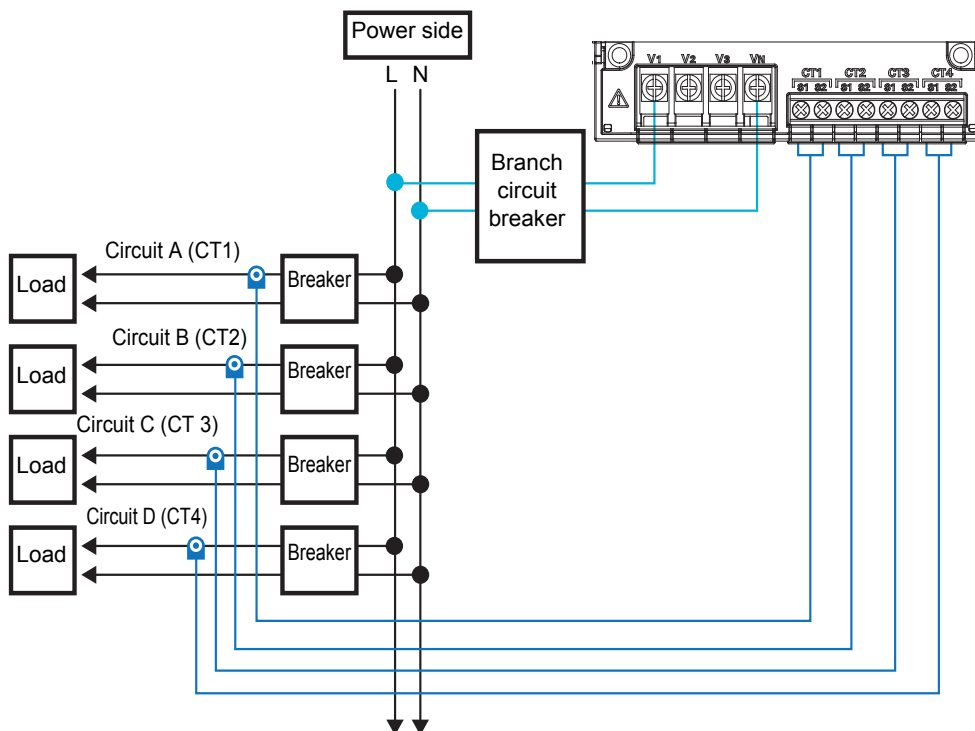 Power side
L N
V1 V2 V3 VN
CT1 CT2 CT3 CT4
S1 S2 S1 S2 S1 S2 S1 S2
Branch
circuit
breaker
Circuit A (CT1)
Load
Breaker
Circuit B (CT2)
Load
Breaker
Circuit C (CT 3)
Load
Breaker
Circuit D (CT4)
Load
Breaker